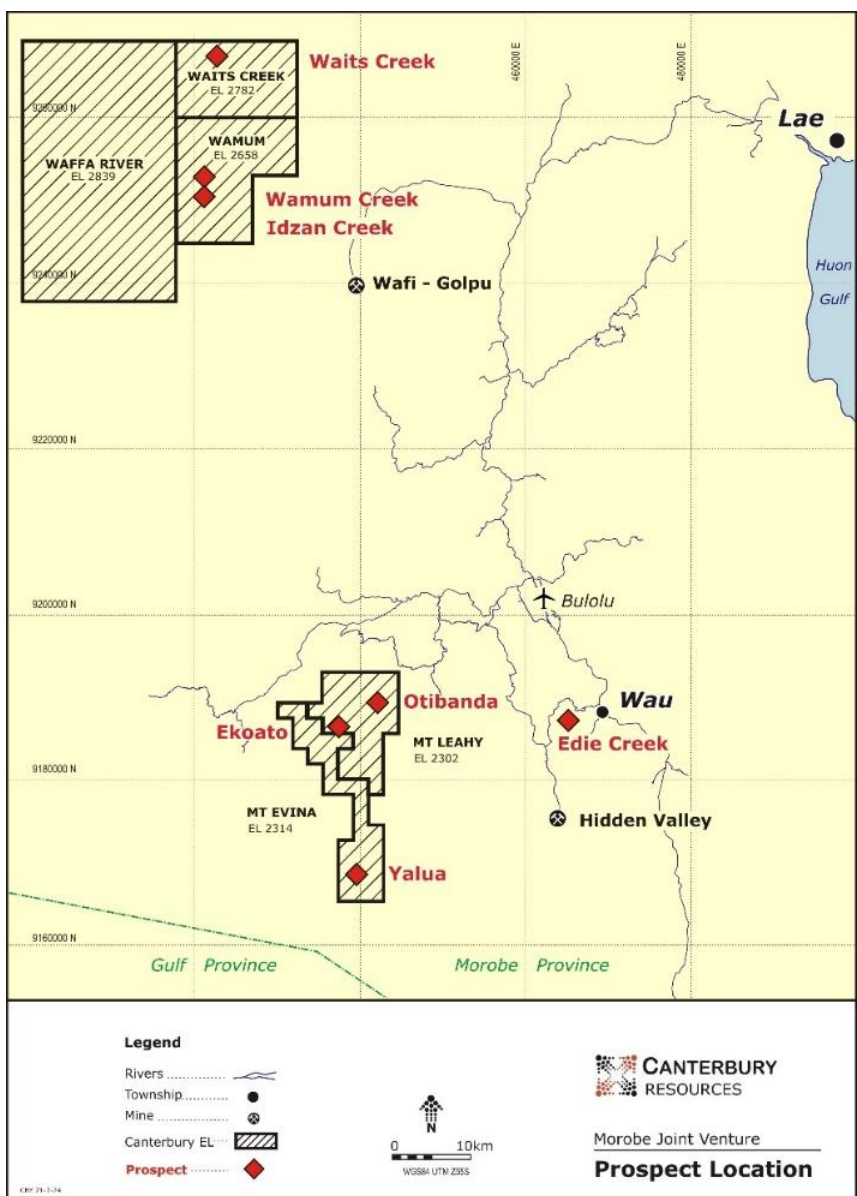 460000 E
480000 E
Waits Creek
WAITS CREEK
EL 2782
9260000 N
Lae
WAMUM
EL 2658
WAFFA RIVER
EL 2839
Wamum Creek
Idzan Creek
Huon
Gulf
9240000 N
Wafi - Golpu
9220000 N
9200000 N
Bulolu
Otibanda
Wau
Ekoato
MT LEAHY
EL 2302
Edie Creek
9180000 N
MT EVINA
EL 2314
Hidden Valley
Yalua
9160000 N
Gulf Province
Morobe Province
Legend
Rivers
Township
Mine
Canterbury EL
Prospect
N
0 10km
WGS84 UTM Z55S
CANTERBURY
RESOURCES
Morobe Joint Venture
Prospect Location